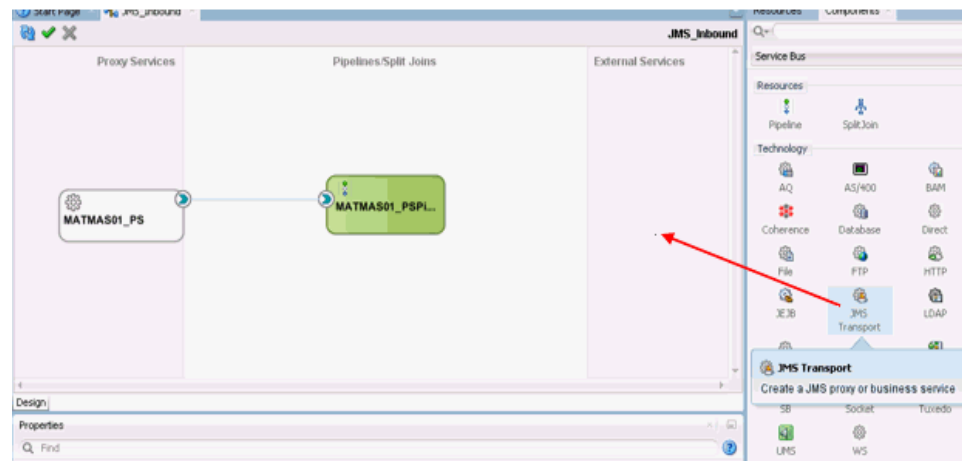 Start Page
JMS_Inbound
Resources
Components
JMS_Inbound
Service Bus
Proxy Services
Pipelines/Split Joins
External Services
Resources
Pipeline
SplitJoin
Technology
AQ
AS/400
BAM
MATMAS01_PS
MATMAS01_PSPi...
Coherence
Database
Direct
File
FTP
HTTP
JEJB
JMS
Transport
LDAP
JMS Transport
Create a JMS proxy or business service
Design
SB
Socket
Tuxedo
Properties
Find
UMS
WS